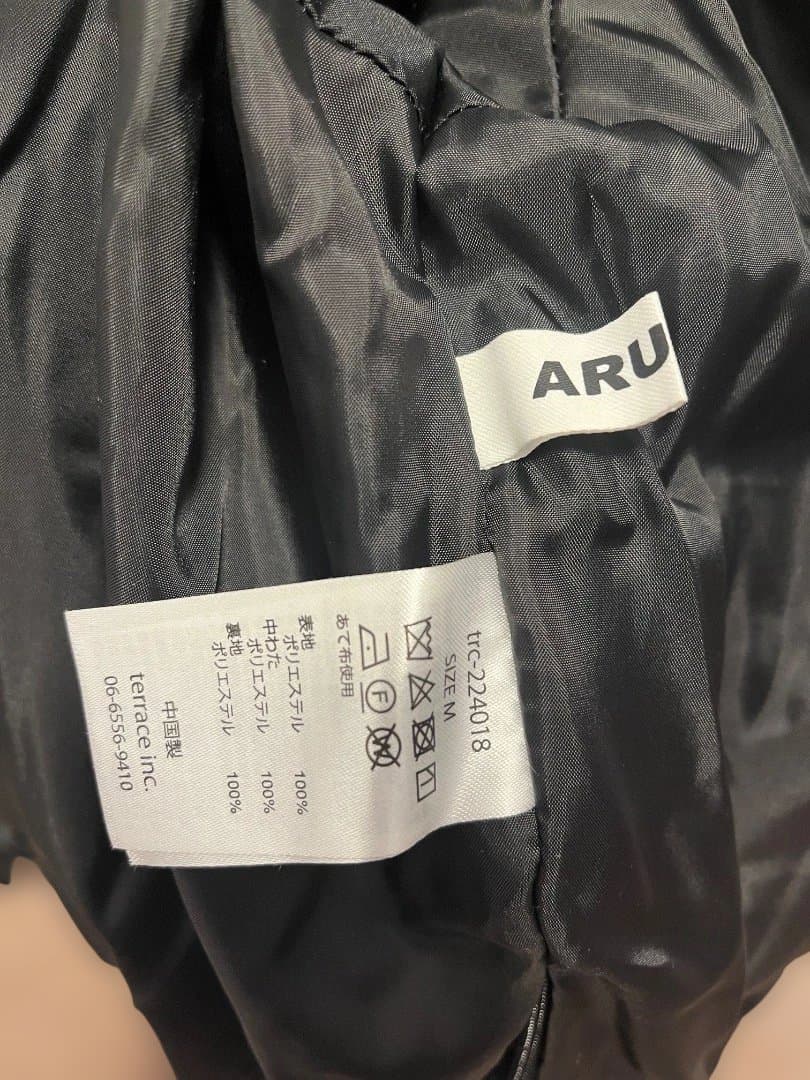 ARU
trc-224018
SIZE M
F
W
あて布使用
表地
ポリエステル 100%
中わた
ポリエステル 100%
裏地
ポリエステル 100%
中国製
terrace inc.
06-6556-9410